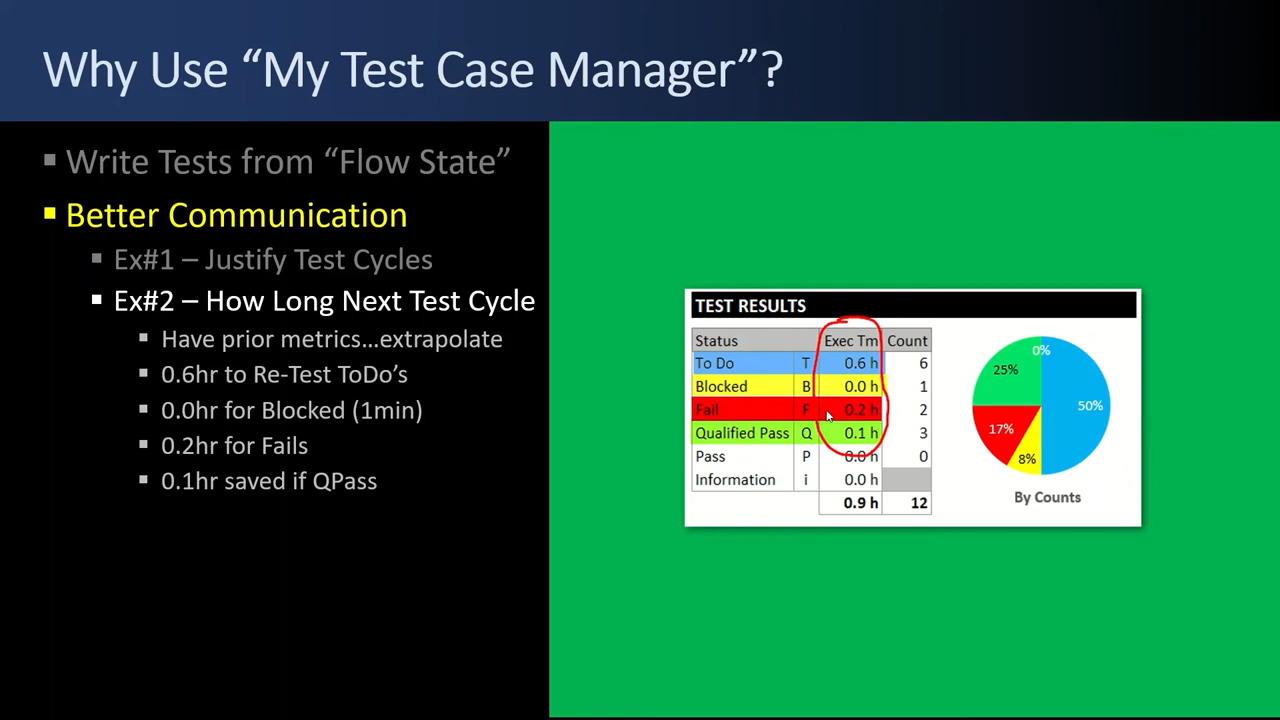 Why Use “My Test Case Manager”?
Write Tests from “Flow State”
Better Communication
Ex#1 – Justify Test Cycles
Ex#2 – How Long Next Test Cycle
Have prior metrics…extrapolate
0.6hr to Re-Test ToDo’s
0.0hr for Blocked (1min)
0.2hr for Fails
0.1hr saved if QPass
TEST RESULTS
Status Exec Tm Count
To Do T 0.6 h 6
Blocked B 0.0 h 1
Fail F 0.2 h 2
Qualified Pass Q 0.1 h 3
Pass P 0.0 h 0
Information i 0.0 h
0.9 h 12
0%
25%
50%
17%
8%
By Counts